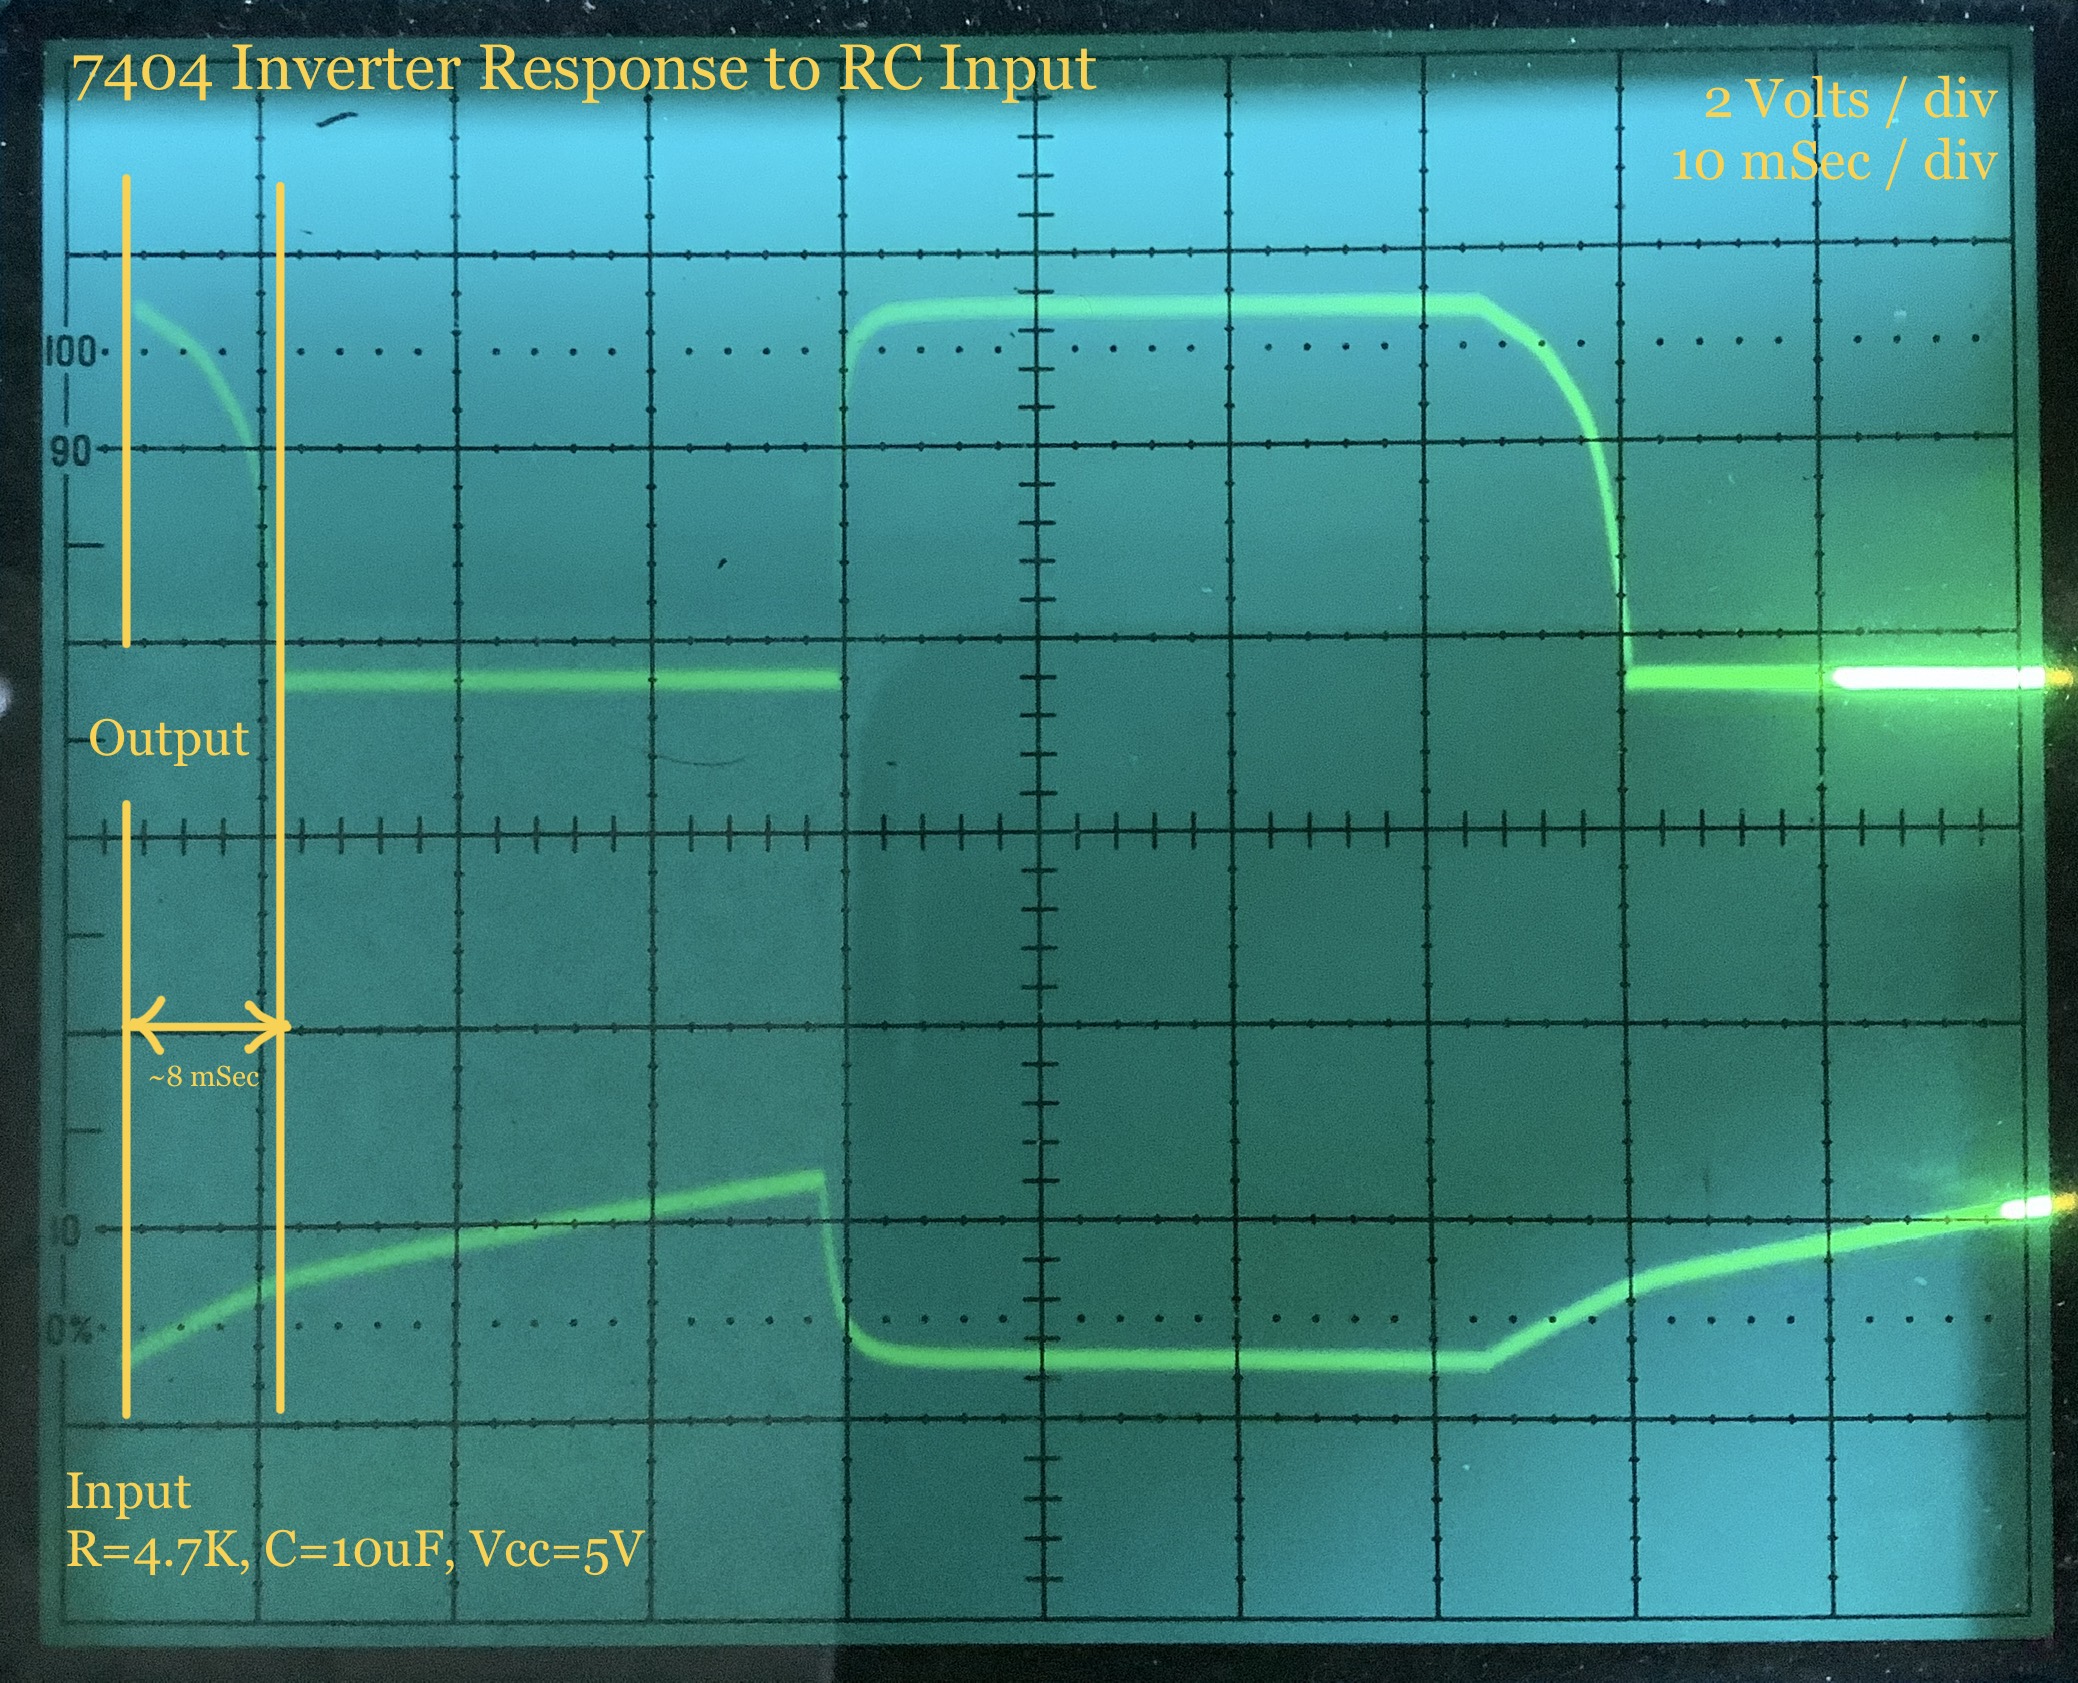 7404 Inverter Response to RC Input
2 Volts / div
10 mSec / div
100
90
Output
~8 mSec
10
0%
Input
R=4.7K, C=10uF, Vcc=5V